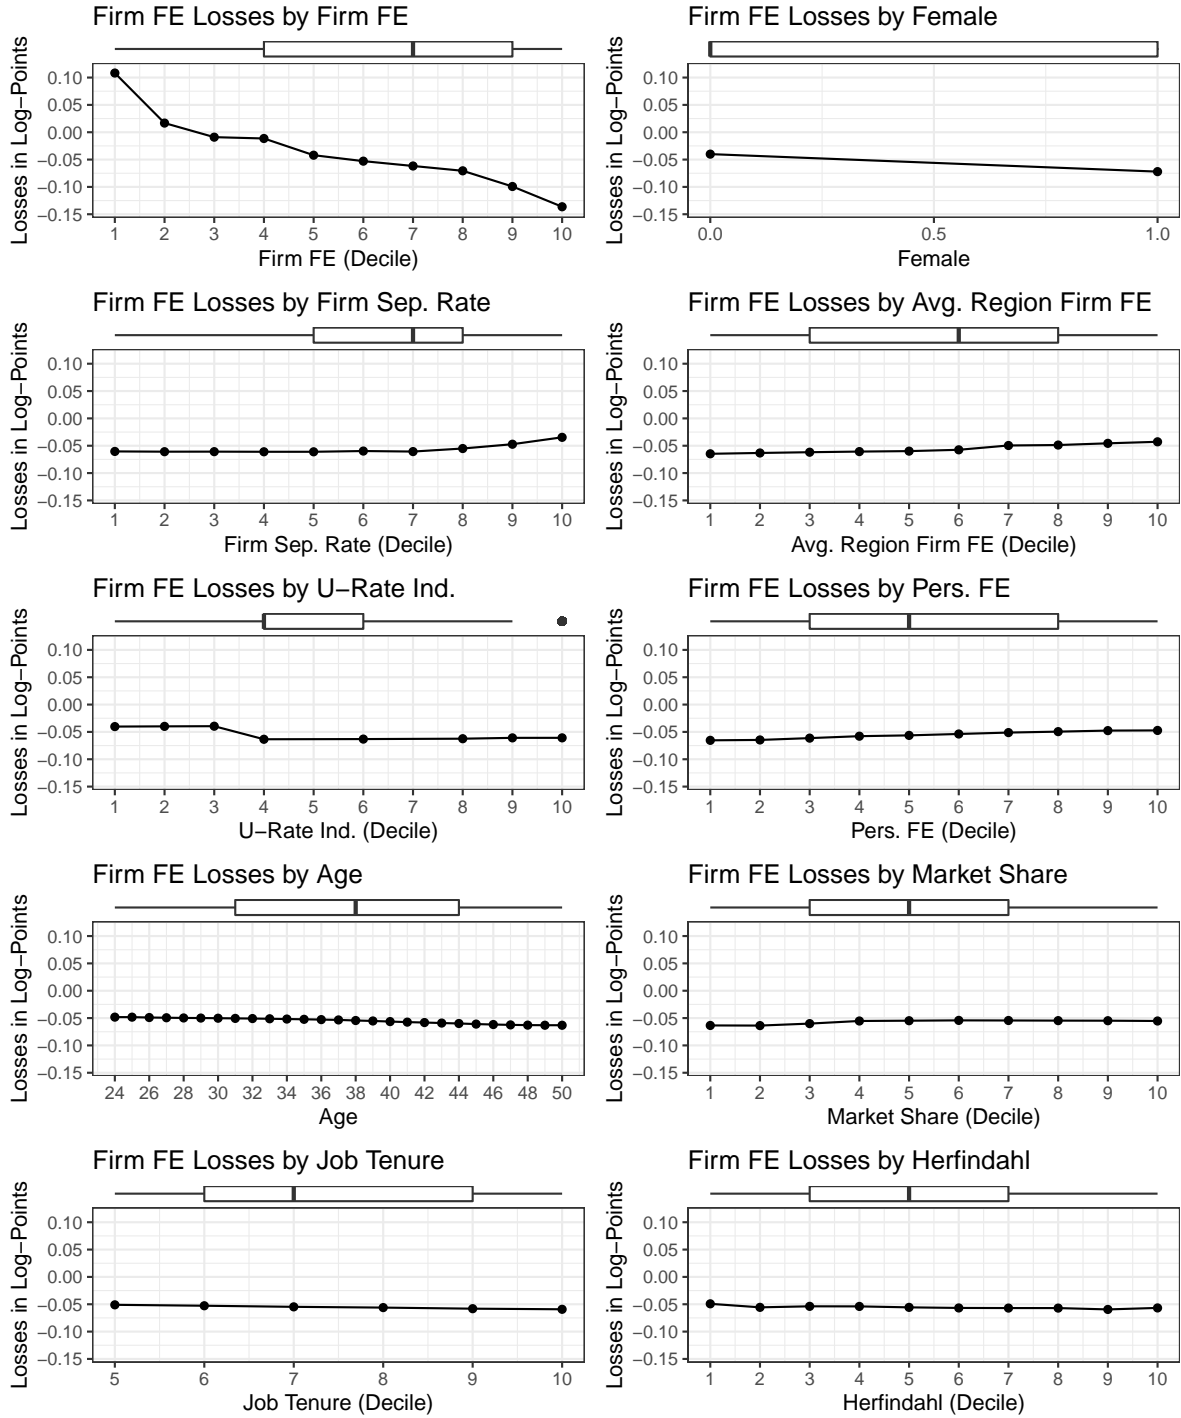 Firm FE Losses by Firm FE
Losses in Log−Points
0.10
0.05
0.00
−0.05
−0.10
−0.15
1 2 3 4 5 6 7 8 9 10
Firm FE (Decile)
Firm FE Losses by Female
Losses in Log−Points
0.10
0.05
0.00
−0.05
−0.10
−0.15
0.0 0.5 1.0
Female
Firm FE Losses by Firm Sep. Rate
Losses in Log−Points
0.10
0.05
0.00
−0.05
−0.10
−0.15
1 2 3 4 5 6 7 8 9 10
Firm Sep. Rate (Decile)
Firm FE Losses by Avg. Region Firm FE
Losses in Log−Points
0.10
0.05
0.00
−0.05
−0.10
−0.15
1 2 3 4 5 6 7 8 9 10
Avg. Region Firm FE (Decile)
Firm FE Losses by U−Rate Ind.
Losses in Log−Points
0.10
0.05
0.00
−0.05
−0.10
−0.15
1 2 3 4 5 6 7 8 9 10
U−Rate Ind. (Decile)
Firm FE Losses by Pers. FE
Losses in Log−Points
0.10
0.05
0.00
−0.05
−0.10
−0.15
1 2 3 4 5 6 7 8 9 10
Pers. FE (Decile)
Firm FE Losses by Age
Losses in Log−Points
0.10
0.05
0.00
−0.05
−0.10
−0.15
24 26 28 30 32 34 36 38 40 42 44 46 48 50
Age
Firm FE Losses by Market Share
Losses in Log−Points
0.10
0.05
0.00
−0.05
−0.10
−0.15
1 2 3 4 5 6 7 8 9 10
Market Share (Decile)
Firm FE Losses by Job Tenure
Losses in Log−Points
0.10
0.05
0.00
−0.05
−0.10
−0.15
5 6 7 8 9 10
Job Tenure (Decile)
Firm FE Losses by Herfindahl
Losses in Log−Points
0.10
0.05
0.00
−0.05
−0.10
−0.15
1 2 3 4 5 6 7 8 9 10
Herfindahl (Decile)